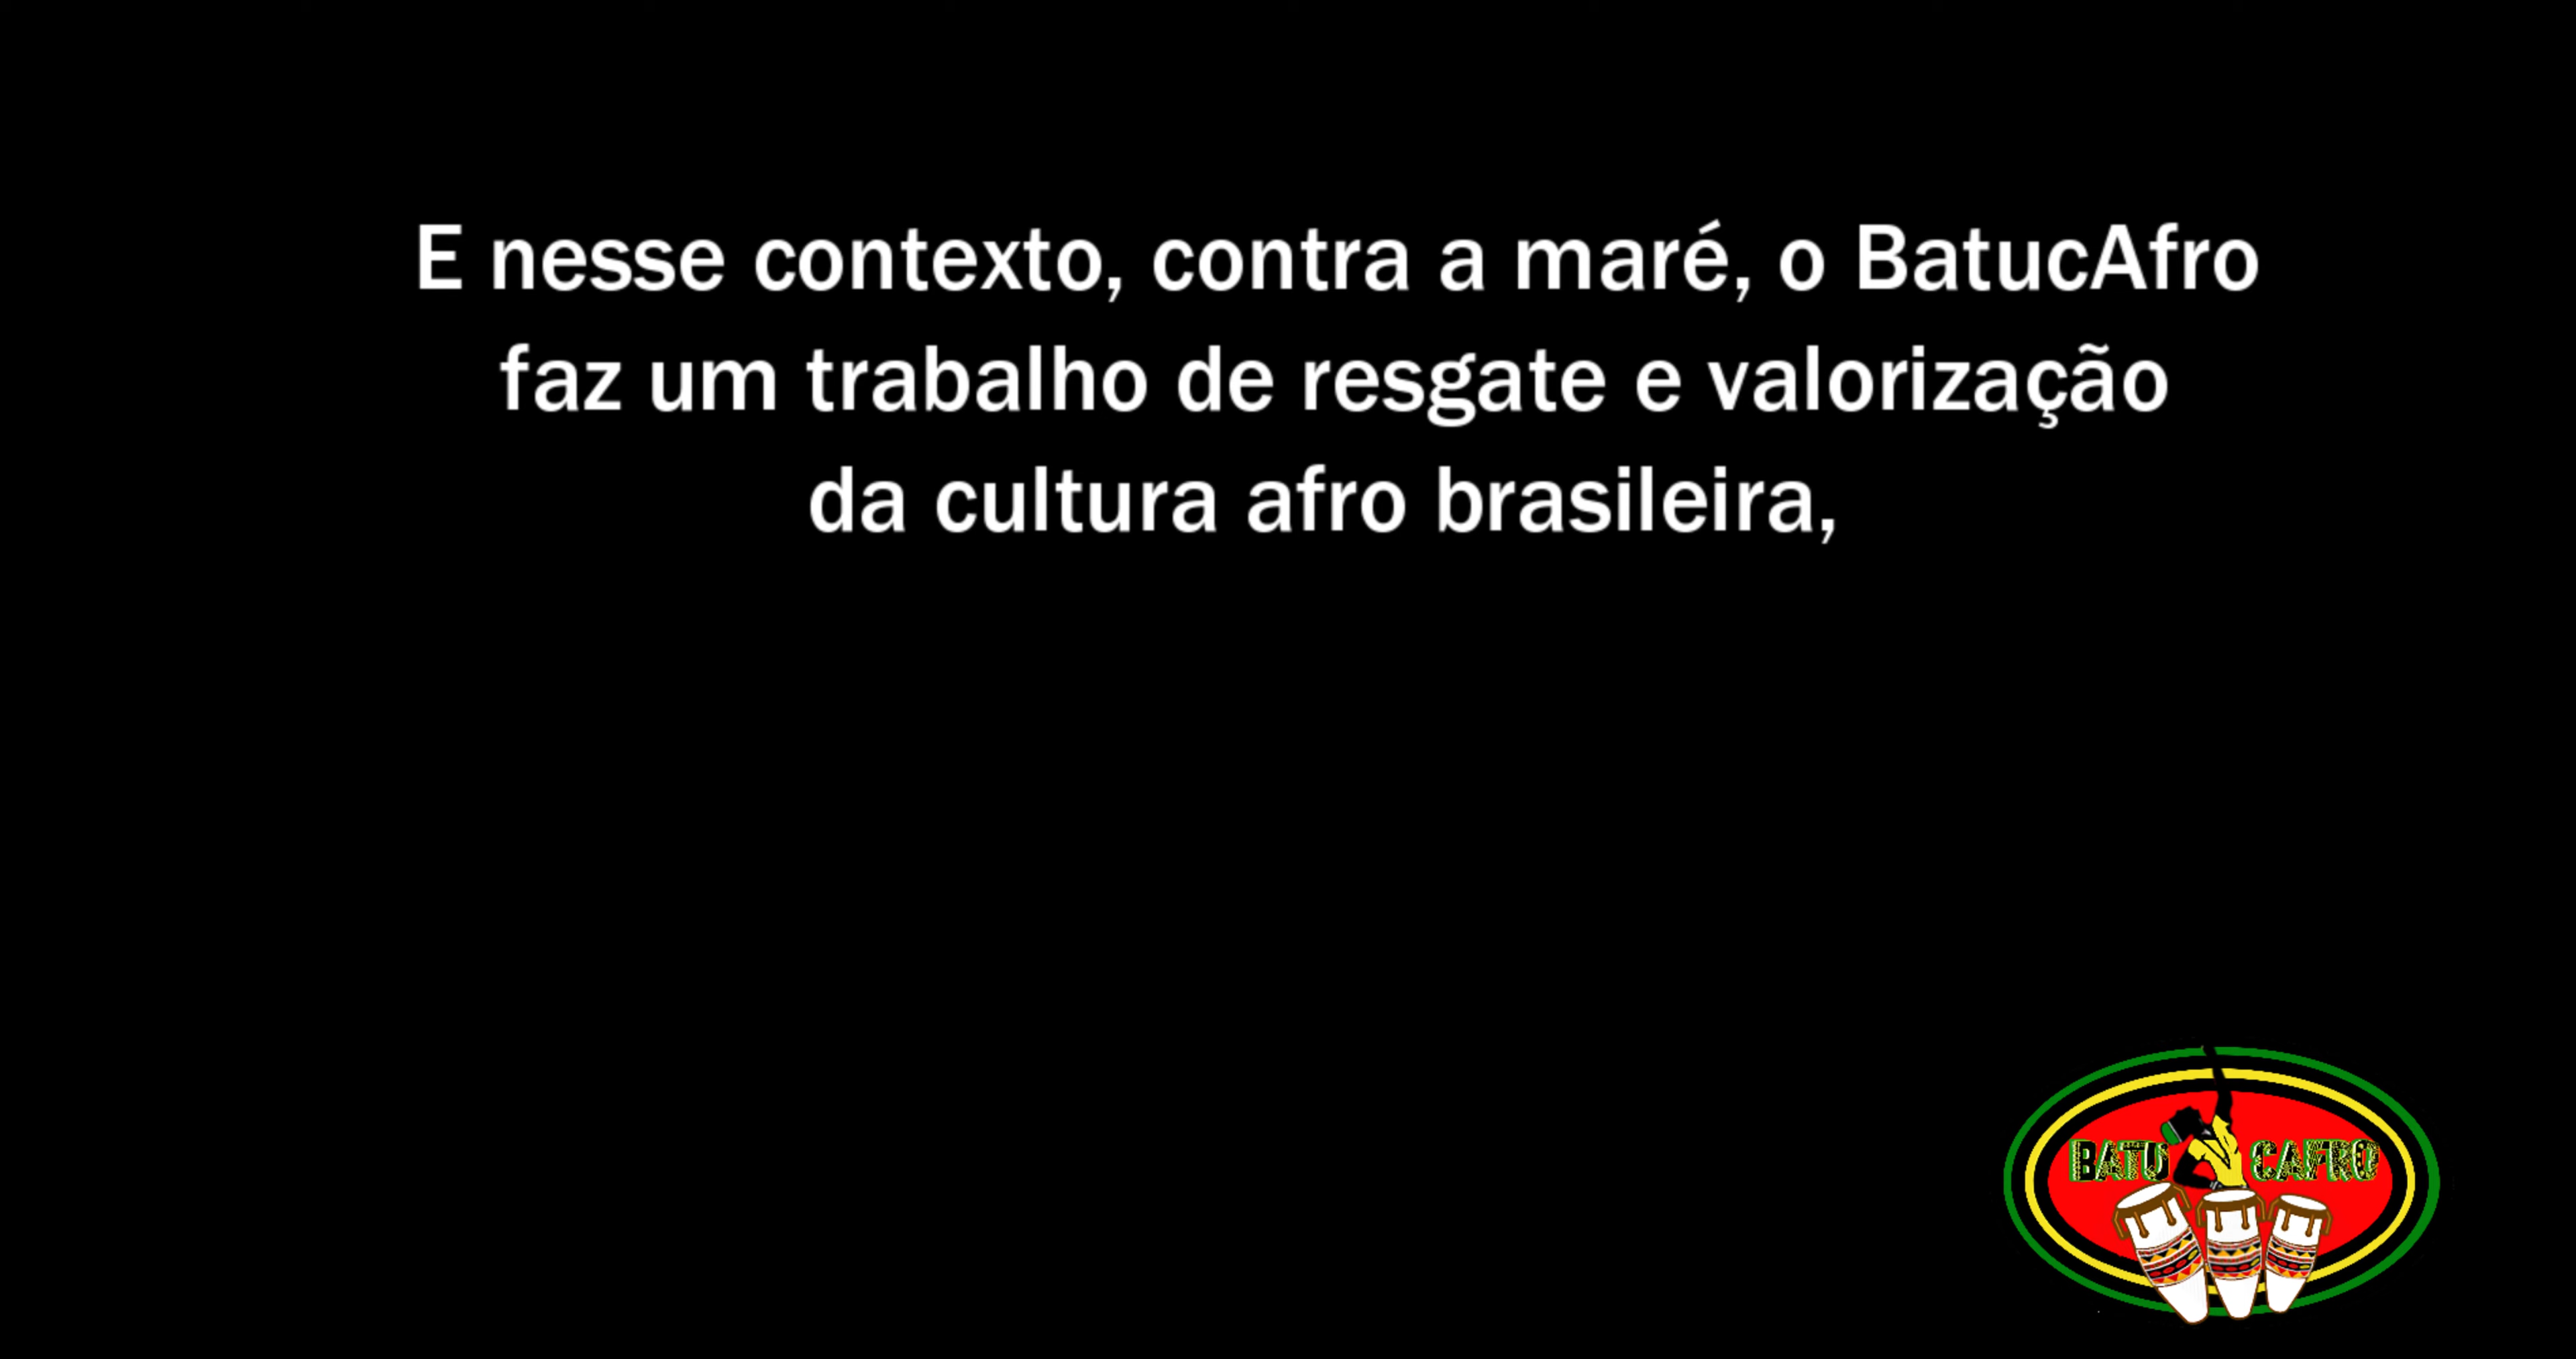 E nesse contexto, contra a maré, o BatucAfro
faz um trabalho de resgate e valorização
da cultura afro brasileira,
BATU CAFRO